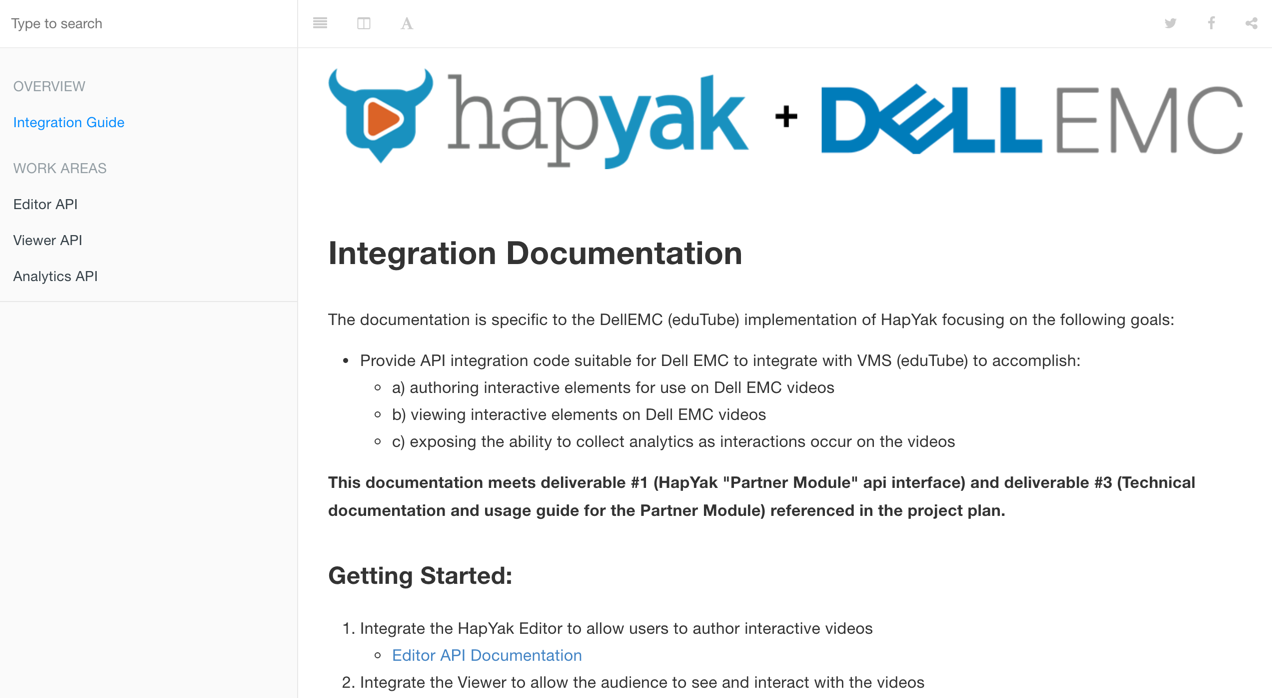 Type to search
OVERVIEW
Integration Guide
WORK AREAS
Editor API
Viewer API
Analytics API
A
hapyak + DELL EMC
Integration Documentation
The documentation is specific to the DellEMC (eduTube) implementation of HapYak focusing on the following goals:
• Provide API integration code suitable for Dell EMC to integrate with VMS (eduTube) to accomplish:
◦ a) authoring interactive elements for use on Dell EMC videos
◦ b) viewing interactive elements on Dell EMC videos
◦ c) exposing the ability to collect analytics as interactions occur on the videos
This documentation meets deliverable #1 (HapYak "Partner Module" api interface) and deliverable #3 (Technical
documentation and usage guide for the Partner Module) referenced in the project plan.
Getting Started:
1. Integrate the HapYak Editor to allow users to author interactive videos
◦ Editor API Documentation
2. Integrate the Viewer to allow the audience to see and interact with the videos